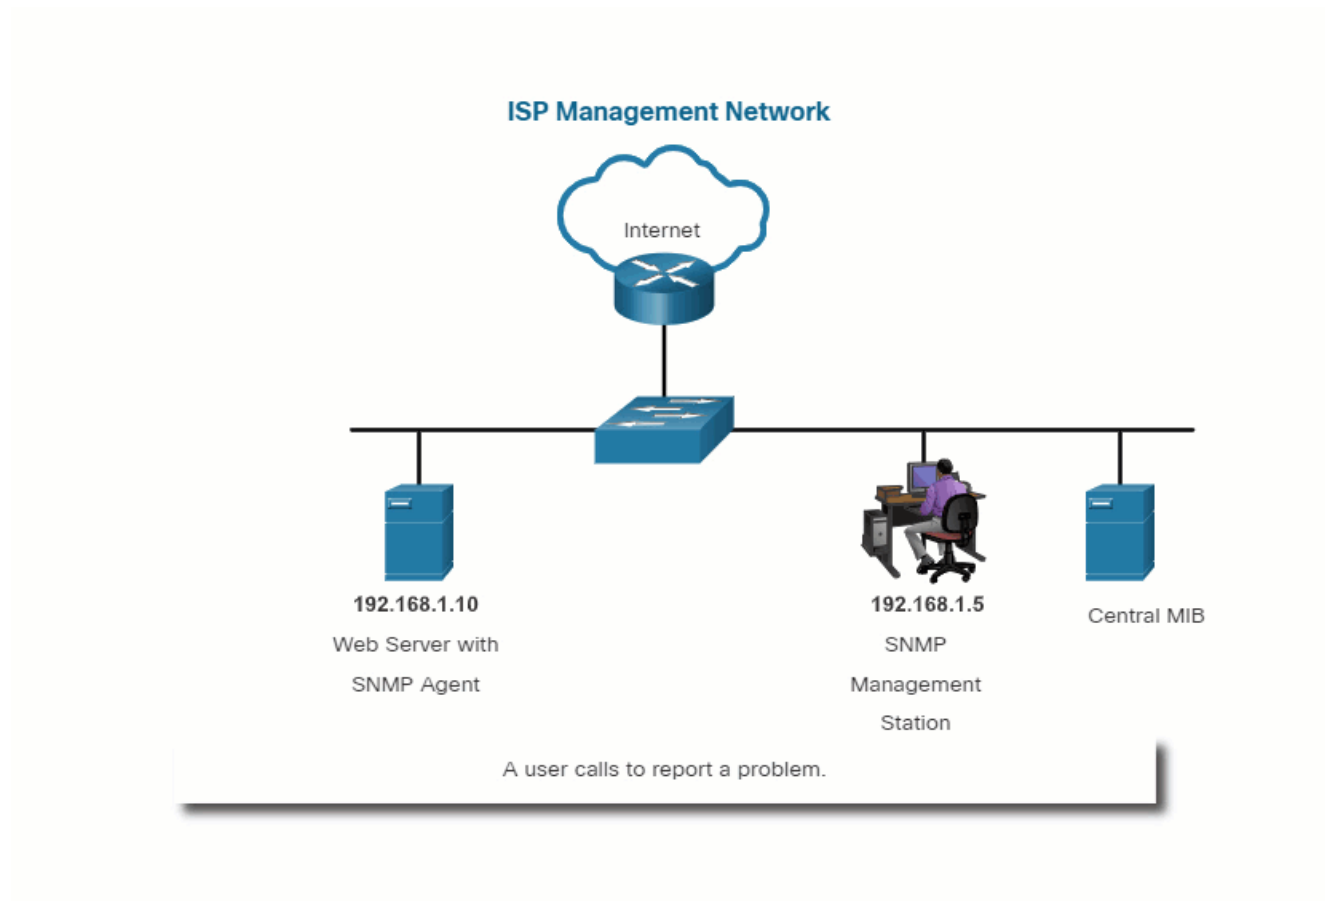 ISP Management Network
Internet
192.168.1.10
Web Server with
SNMP Agent
192.168.1.5
SNMP
Management
Station
Central MIB
A user calls to report a problem.